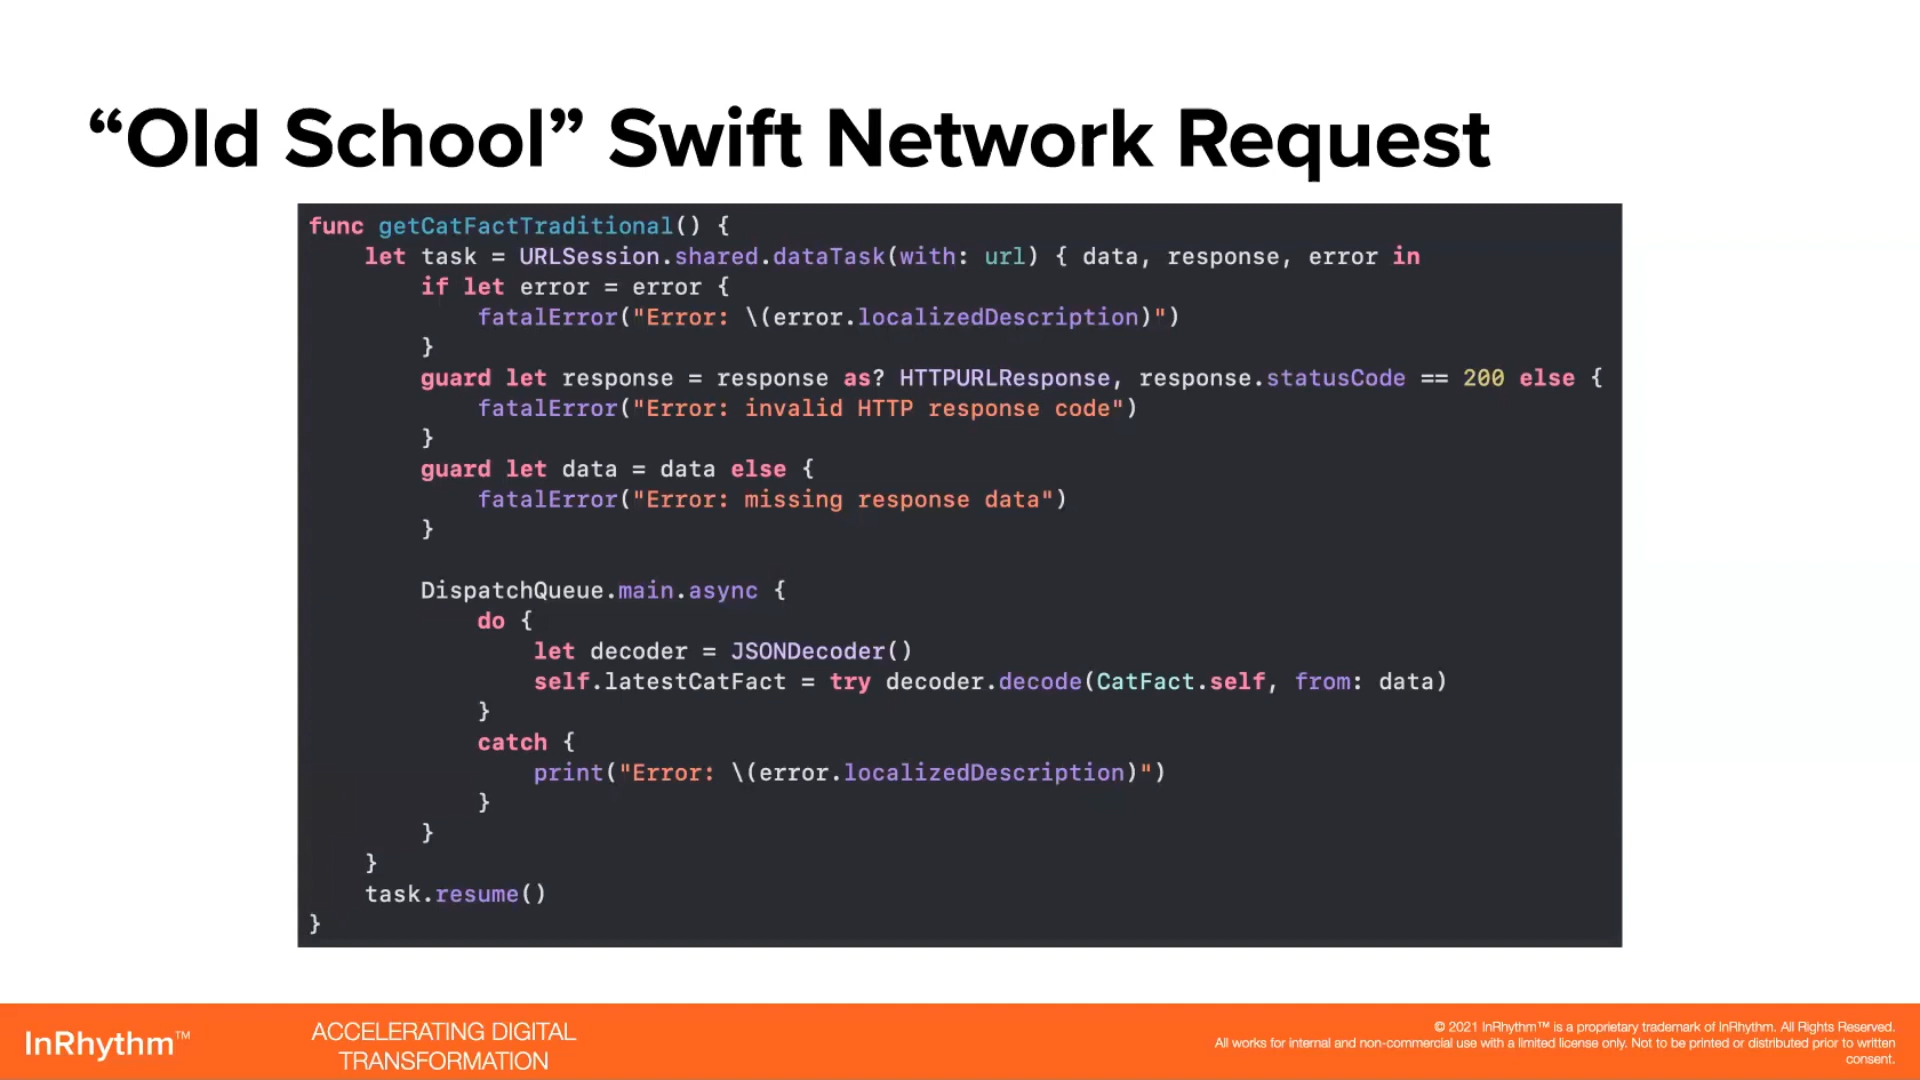 “Old School” Swift Network Request
func getCatFactTraditional() {
    let task = URLSession.shared.dataTask(with: url) { data, response, error in
        if let error = error {
            fatalError("Error: \(error.localizedDescription)")
        }
        guard let response = response as? HTTPURLResponse, response.statusCode == 200 else {
            fatalError("Error: invalid HTTP response code")
        }
        guard let data = data else {
            fatalError("Error: missing response data")
        }

        DispatchQueue.main.async {
            do {
                let decoder = JSONDecoder()
                self.latestCatFact = try decoder.decode(CatFact.self, from: data)
            }
            catch {
                print("Error: \(error.localizedDescription)")
            }
        }
    }
    task.resume()
}
InRhythm™
ACCELERATING DIGITAL
TRANSFORMATION
© 2021 InRhythm™ is a proprietary trademark of InRhythm. All Rights Reserved.
All works for internal and non-commercial use with a limited license only. Not to be printed or distributed prior to written
consent.